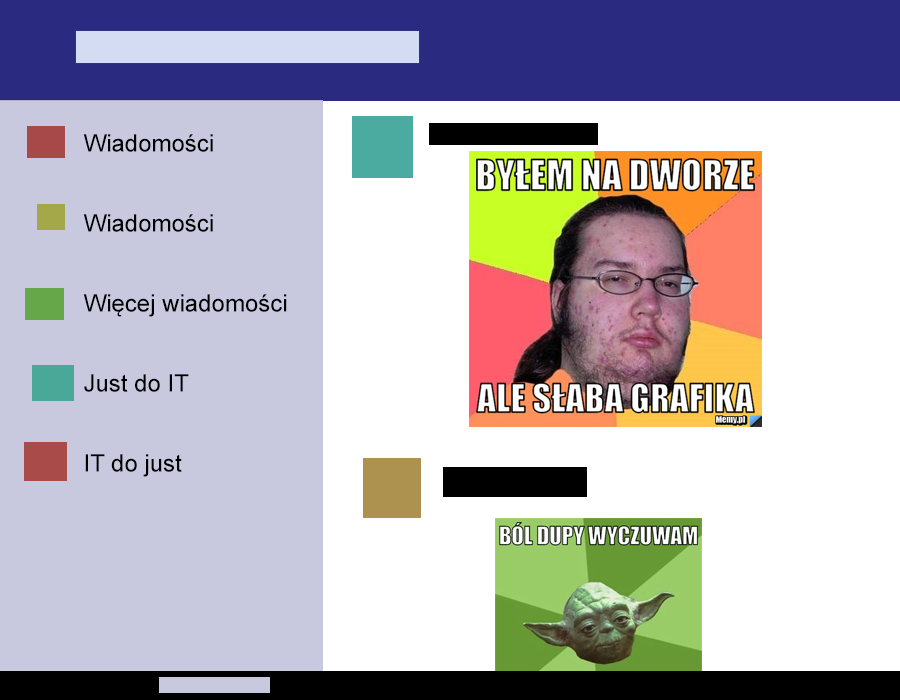 Wiadomości
Wiadomości
Więcej wiadomości
Just do IT
IT do just
BYŁEM NA DWORZE
ALE SŁABA GRAFIKA
Memy.pl
BÓL DUPY WYCZUWAM